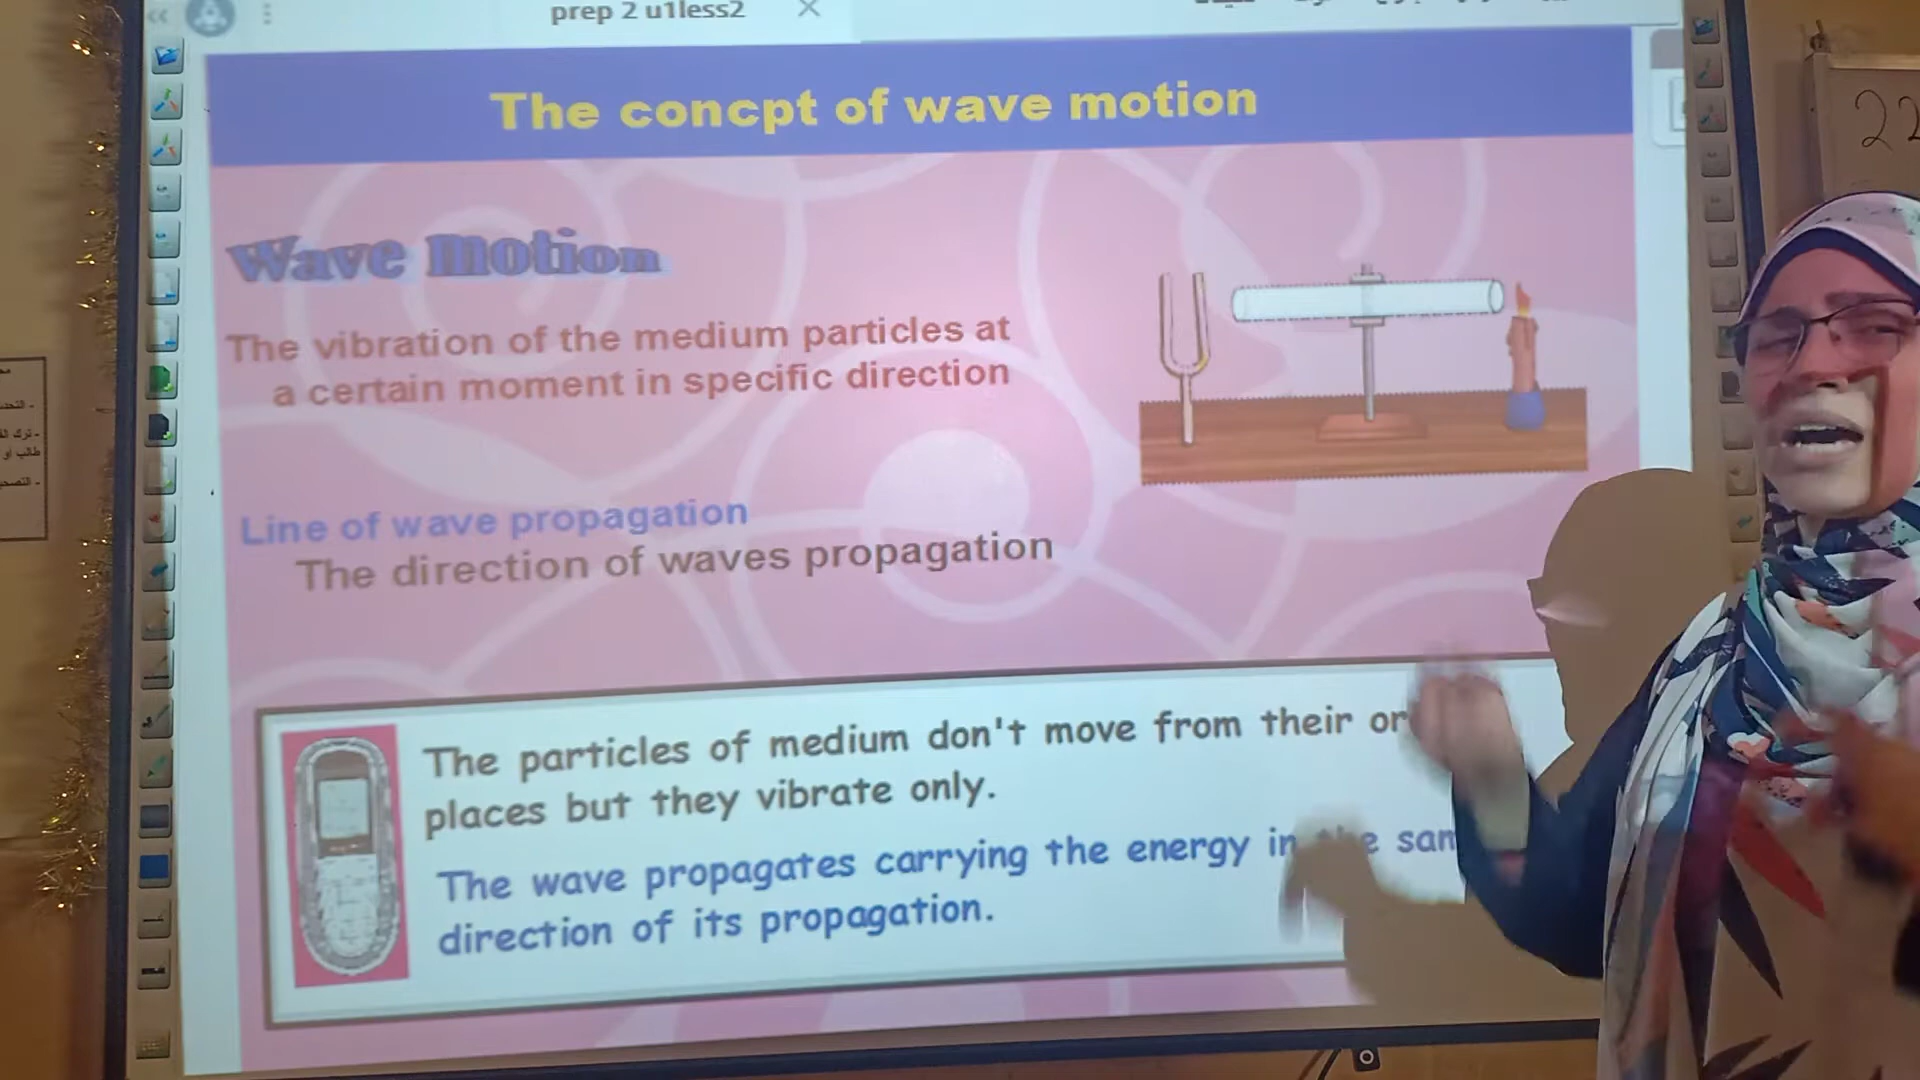 prep 2 u1less2
The concpt of wave motion
22
Wave motion
The vibration of the medium particles at
a certain moment in specific direction
Line of wave propagation
The direction of waves propagation
The particles of medium don't move from their or
places but they vibrate only.
The wave propagates carrying the energy in the sam
direction of its propagation.